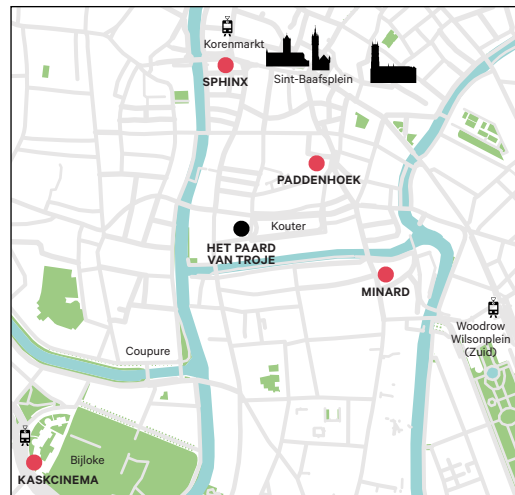 Korenmarkt
SPHINX
Sint-Baafsplein
PADDENHOEK
Kouter
HET PAARD
VAN TROJE
MINARD
Woodrow
Wilsonplein
(Zuid)
Coupure
Bijloke
KASKCINEMA